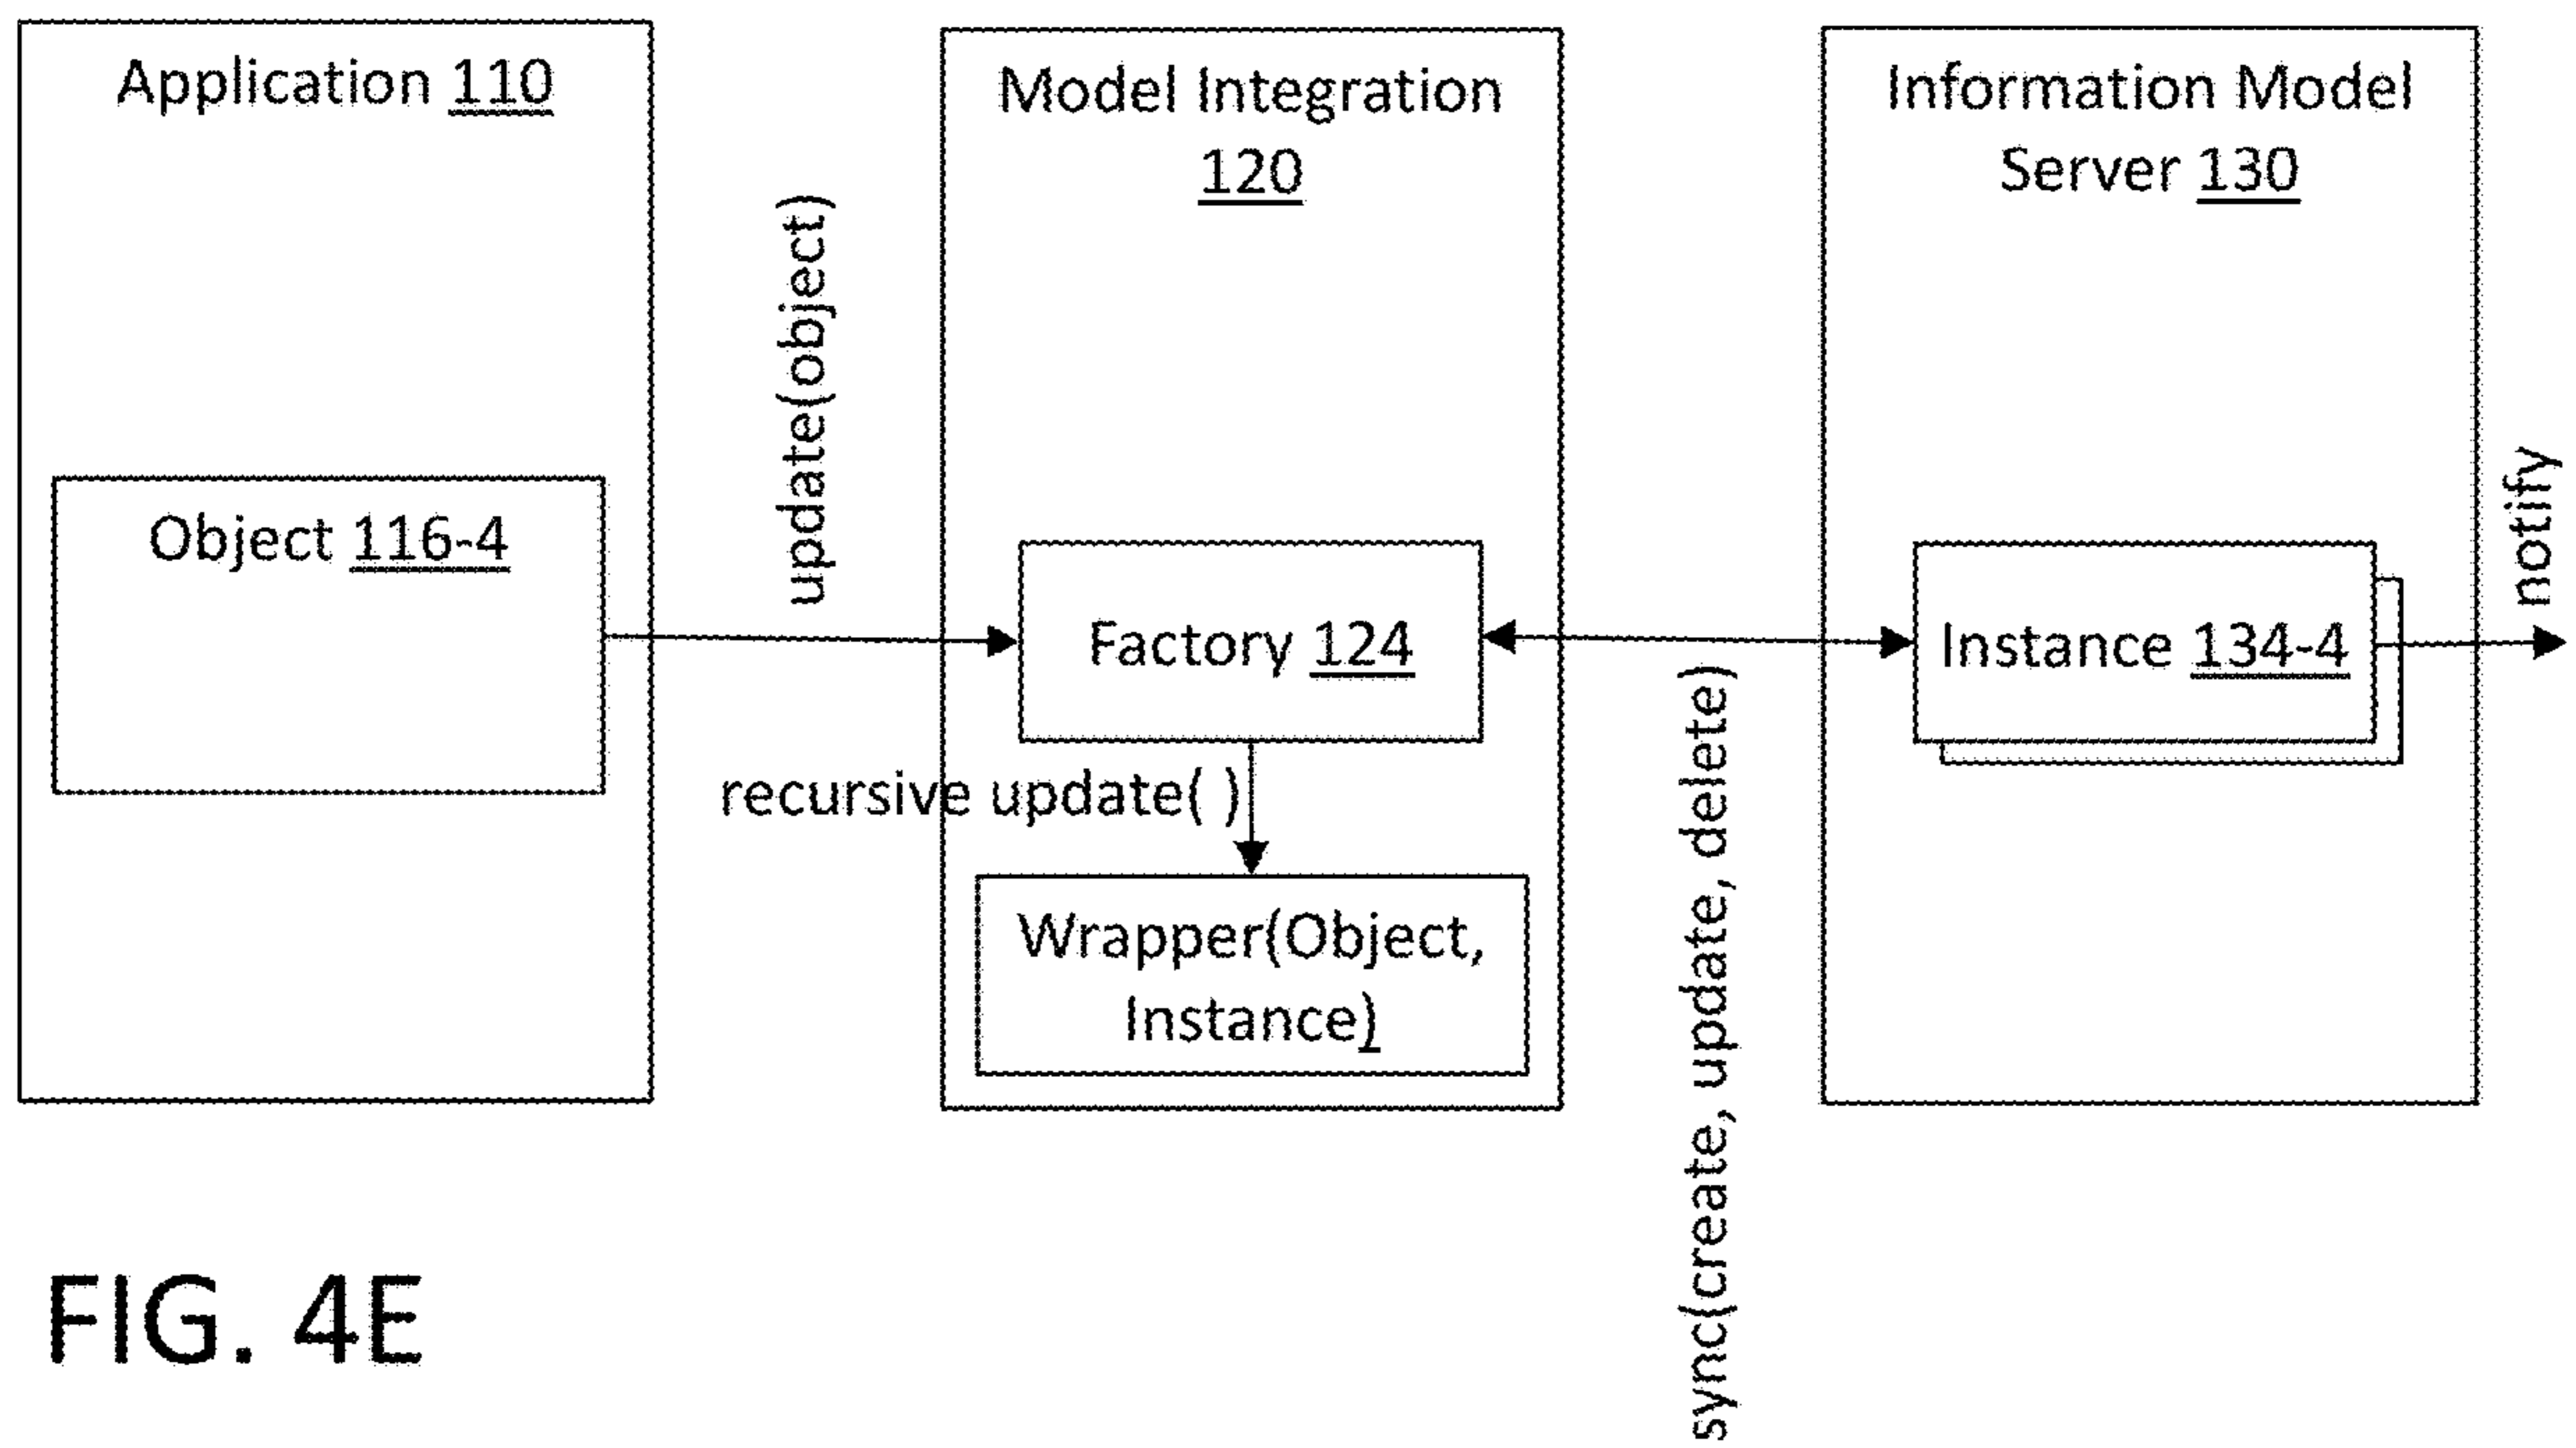 Application 110
Object 116-4
update(object)
Model Integration
120
Factory 124
recursive update( )
Wrapper(Object,
Instance)
sync(create, update, delete)
Information Model
Server 130
Instance 134-4
notify
FIG. 4E